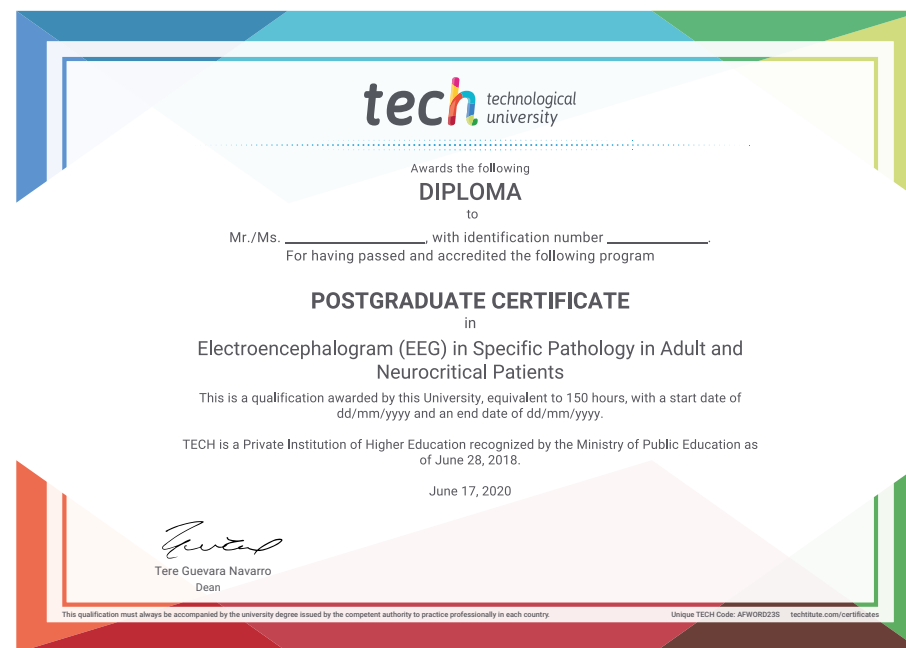 tech technological
university
Awards the following
DIPLOMA
to
Mr./Ms. ____________________, with identification number ______________.
For having passed and accredited the following program
POSTGRADUATE CERTIFICATE
in
Electroencephalogram (EEG) in Specific Pathology in Adult and
Neurocritical Patients
This is a qualification awarded by this University, equivalent to 150 hours, with a start date of
dd/mm/yyyy and an end date of dd/mm/yyyy.
TECH is a Private Institution of Higher Education recognized by the Ministry of Public Education as
of June 28, 2018.
June 17, 2020
Tere Guevara Navarro
Dean
This qualification must always be accompanied by the university degree issued by the competent authority to practice professionally in each country.
Unique TECH Code: AFWORD23S techtitute.com/certificates